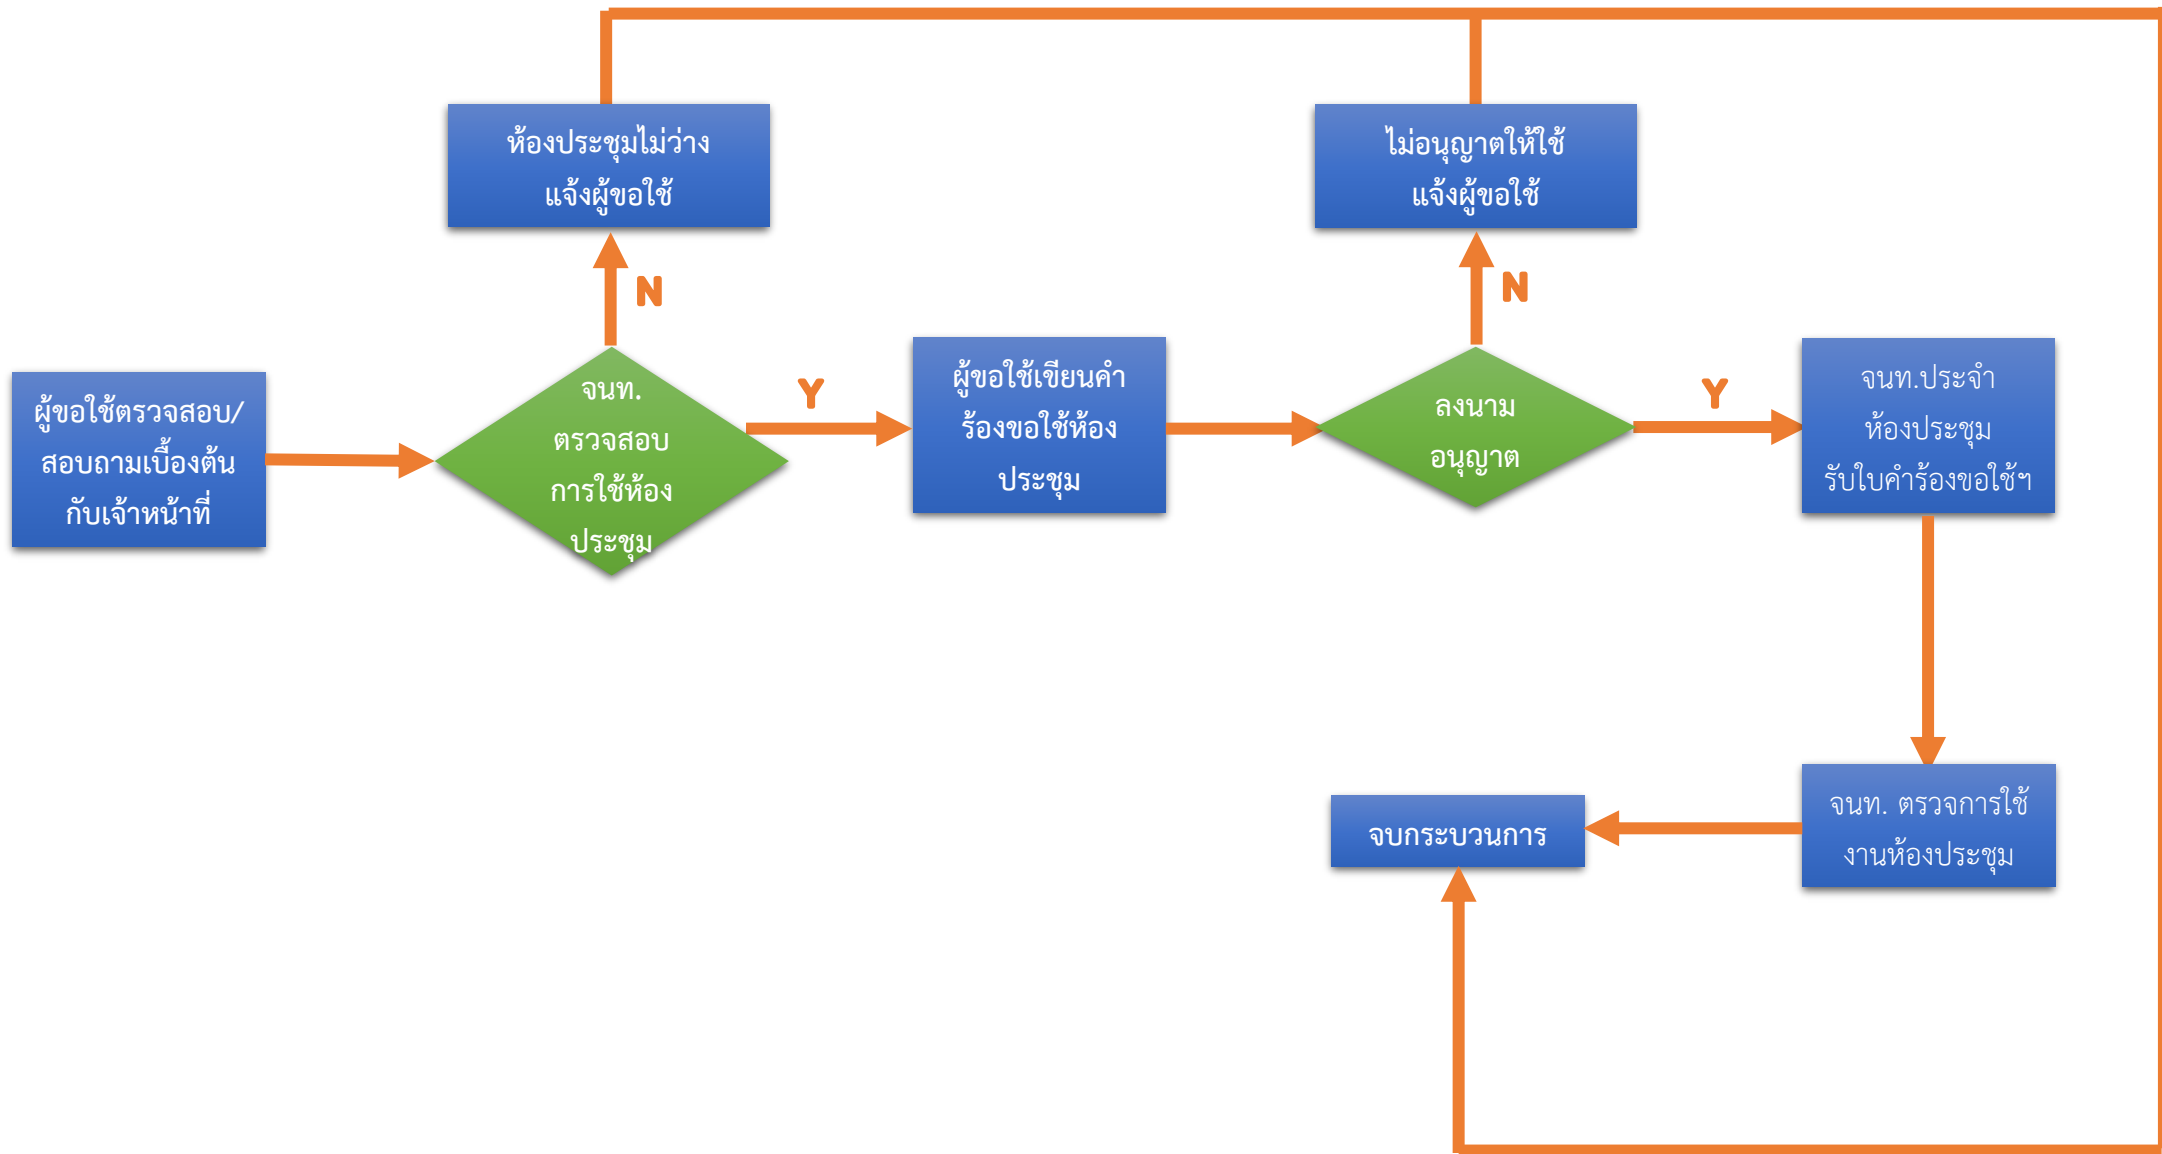 ห้องประชุมไม่ว่าง
แจ้งผู้ขอใช้
ไม่อนุญาตให้ใช้
แจ้งผู้ขอใช้
N
N
ผู้ขอใช้ตรวจสอบ/
สอบถามเบื้องต้น
กับเจ้าหน้าที่
จนท.
ตรวจสอบ
การใช้ห้อง
ประชุม
Y
ผู้ขอใช้เขียนคำ
ร้องขอใช้ห้อง
ประชุม
ลงนาม
อนุญาต
Y
จนท.ประจำ
ห้องประชุม
รับใบคำร้องขอใช้ฯ
จนท. ตรวจการใช้
งานห้องประชุม
จบกระบวนการ